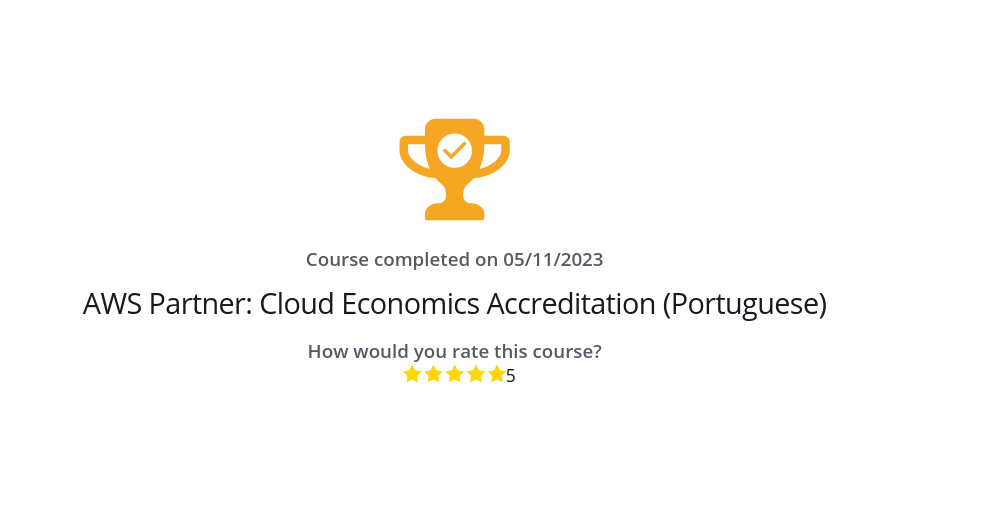 Course completed on 05/11/2023
AWS Partner: Cloud Economics Accreditation (Portuguese)
How would you rate this course?
5